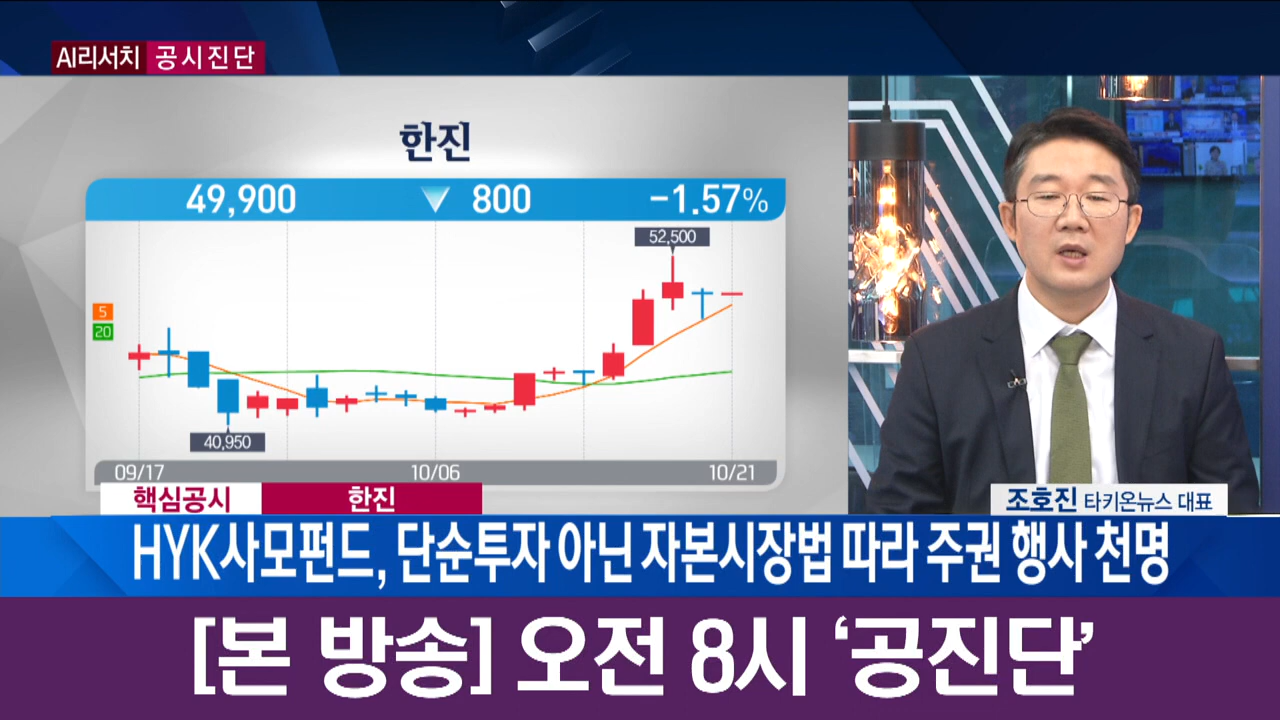 AI리서치 공시진단
한진
49,900 ▼ 800 -1.57%
52,500
5
20
40,950
09/17 10/06 10/21
핵심공시 한진
조호진 타키온뉴스 대표
HYK사모펀드, 단순투자 아닌 자본시장법 따라 주권 행사 천명
[본 방송] 오전 8시 ‘공진단’